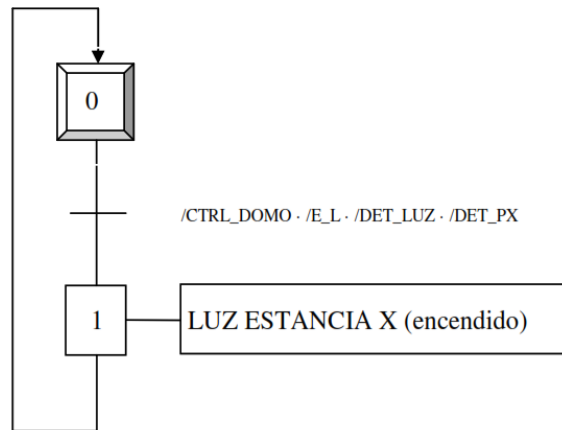 0
/CTRL_DOMO · /E_L · /DET_LUZ · /DET_PX
1
LUZ ESTANCIA X (encendido)